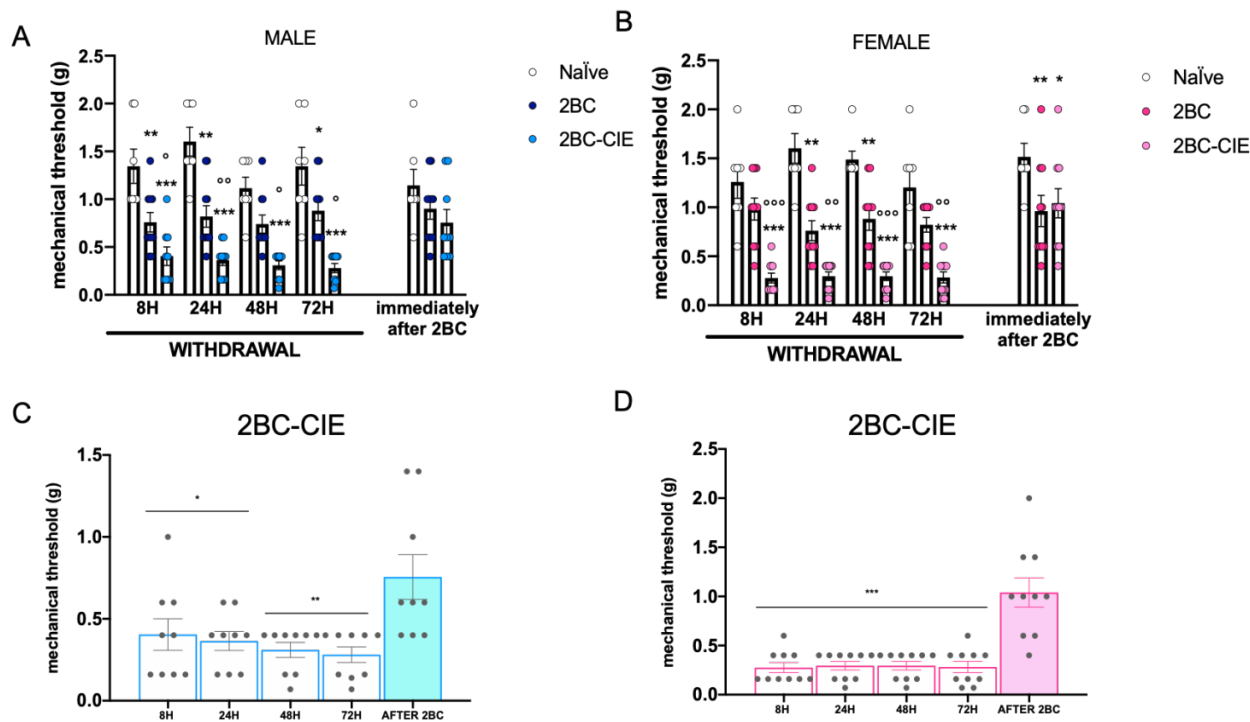 A
MALE
mechanical threshold (g)
2.5
2.0
1.5
1.0
0.5
0.0
**
***
°
**
***
°°
***
°
*
***
°
8H
24H
48H
72H
immediately
after 2BC
WITHDRAWAL
NaÏve
2BC
2BC-CIE
B
FEMALE
mechanical threshold (g)
2.5
2.0
1.5
1.0
0.5
0.0
°°°
***
**
°°
***
**
°°°
***
°°
***
**
*
8H
24H
48H
72H
immediately
after 2BC
WITHDRAWAL
NaÏve
2BC
2BC-CIE
C
2BC-CIE
mechanical threshold (g)
1.5
1.0
0.5
0.0
*
**
8H
24H
48H
72H
AFTER 2BC
D
2BC-CIE
mechanical threshold (g)
2.5
2.0
1.5
1.0
0.5
0.0
***
8H
24H
48H
72H
AFTER 2BC